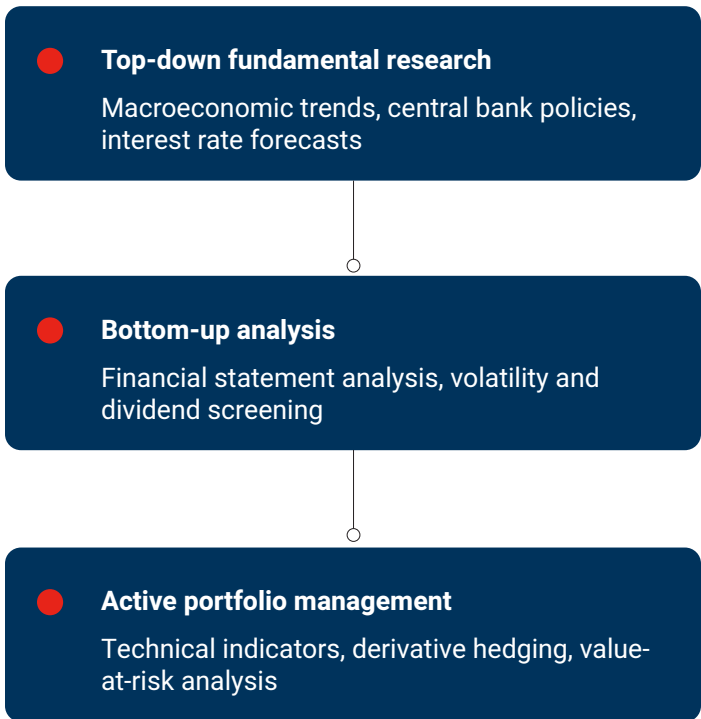 Top-down fundamental research
Macroeconomic trends, central bank policies,
interest rate forecasts
Bottom-up analysis
Financial statement analysis, volatility and
dividend screening
Active portfolio management
Technical indicators, derivative hedging, value-
at-risk analysis